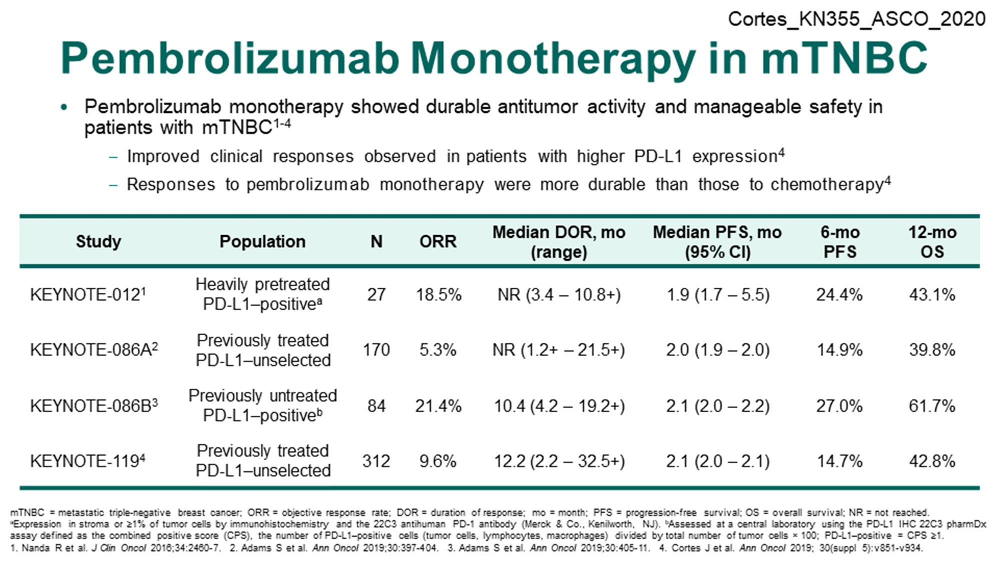 Cortes_KN355_ASCO_2020
Pembrolizumab Monotherapy in mTNBC
• Pembrolizumab monotherapy showed durable antitumor activity and manageable safety in
patients with mTNBC1-4
– Improved clinical responses observed in patients with higher PD-L1 expression4
– Responses to pembrolizumab monotherapy were more durable than those to chemotherapy4
Study Population N ORR Median DOR, mo (range) Median PFS, mo (95% CI) 6-mo PFS 12-mo OS
KEYNOTE-0121 Heavily pretreated PD-L1–positivea 27 18.5% NR (3.4 – 10.8+) 1.9 (1.7 – 5.5) 24.4% 43.1%
KEYNOTE-086A2 Previously treated PD-L1–unselected 170 5.3% NR (1.2+ – 21.5+) 2.0 (1.9 – 2.0) 14.9% 39.8%
KEYNOTE-086B3 Previously untreated PD-L1–positiveb 84 21.4% 10.4 (4.2 – 19.2+) 2.1 (2.0 – 2.2) 27.0% 61.7%
KEYNOTE-1194 Previously treated PD-L1–unselected 312 9.6% 12.2 (2.2 – 32.5+) 2.1 (2.0 – 2.1) 14.7% 42.8%
mTNBC = metastatic triple-negative breast cancer; ORR = objective response rate; DOR = duration of response; mo = month; PFS = progression-free survival; OS = overall survival; NR = not reached.
aExpression in stroma or ≥1% of tumor cells by immunohistochemistry and the 22C3 antihuman PD-1 antibody (Merck & Co., Kenilworth, NJ). bAssessed at a central laboratory using the PD-L1 IHC 22C3 pharmDx
assay defined as the combined positive score (CPS), the number of PD-L1–positive cells (tumor cells, lymphocytes, macrophages) divided by total number of tumor cells × 100; PD-L1–positive = CPS ≥1.
1. Nanda R et al. J Clin Oncol 2016;34:2460-7. 2. Adams S et al. Ann Oncol 2019;30:397-404. 3. Adams S et al. Ann Oncol 2019;30:405-11. 4. Cortes J et al. Ann Oncol 2019; 30(suppl 5):v851-v934.